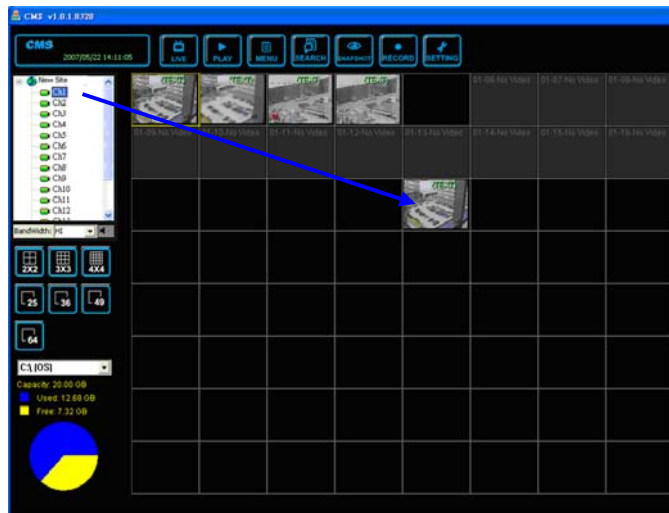 CMS v1.0.1.0320
CMS
2007/05/22 14:11:05
LIVE
PLAY
MENU
SEARCH
SNAPSHOT
RECORD
SETTING
New Site
Ch1
Ch2
Ch3
Ch4
Ch5
Ch6
Ch7
Ch8
Ch9
Ch10
Ch11
Ch12
01-06-No Video
01-07-No Video
01-08-No Video
01-09-No Video
01-10-No Video
01-11-No Video
01-12-No Video
01-13-No Video
01-14-No Video
01-15-No Video
01-16-No Video
BandWidth: HI
2X2
3X3
4X4
25
36
49
64
C:\ [OS]
Capacity: 20.00 GB
Used: 12.68 GB
Free: 7.32 GB